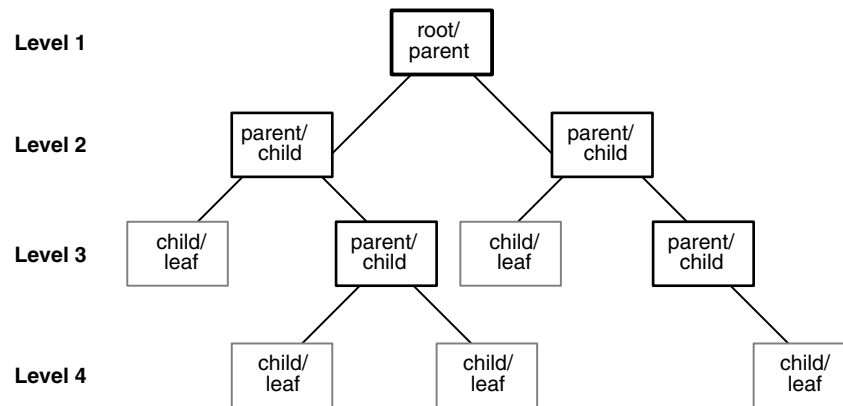 Level 1
root/
parent
Level 2
parent/
child
parent/
child
Level 3
child/
leaf
parent/
child
child/
leaf
parent/
child
Level 4
child/
leaf
child/
leaf
child/
leaf